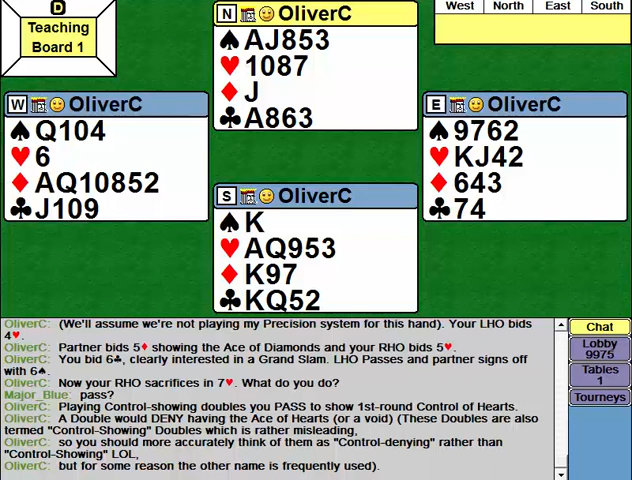 D
Teaching
Board 1
N OliverC
♠ AJ853
♥ 1087
♦ J
♣ A863
West North East South
W OliverC
♠ Q104
♥ 6
♦ AQ10852
♣ J109
E OliverC
♠ 9762
♥ KJ42
♦ 643
♣ 74
S OliverC
♠ K
♥ AQ953
♦ K97
♣ KQ52
OliverC: (We'll assume we're not playing my Precision system for this hand). Your LHO bids
4♥.
OliverC: Partner bids 5♦ showing the Ace of Diamonds and your RHO bids 5♥.
OliverC: You bid 6♣, clearly interested in a Grand Slam. LHO Passes and partner signs off
with 6♠.
OliverC: Now your RHO sacrifices in 7♥. What do you do?
Major_Blue: pass?
OliverC: Playing Control-showing doubles you PASS to show 1st-round Control of Hearts.
OliverC: A Double would DENY having the Ace of Hearts (or a void) (These Doubles are also
termed "Control-Showing" Doubles which is rather misleading,
OliverC: so you should more accurately think of them as "Control-denying" rather than
"Control-Showing" LOL,
OliverC: but for some reason the other name is frequently used).
Chat
Lobby
9975
Tables
1
Tourneys